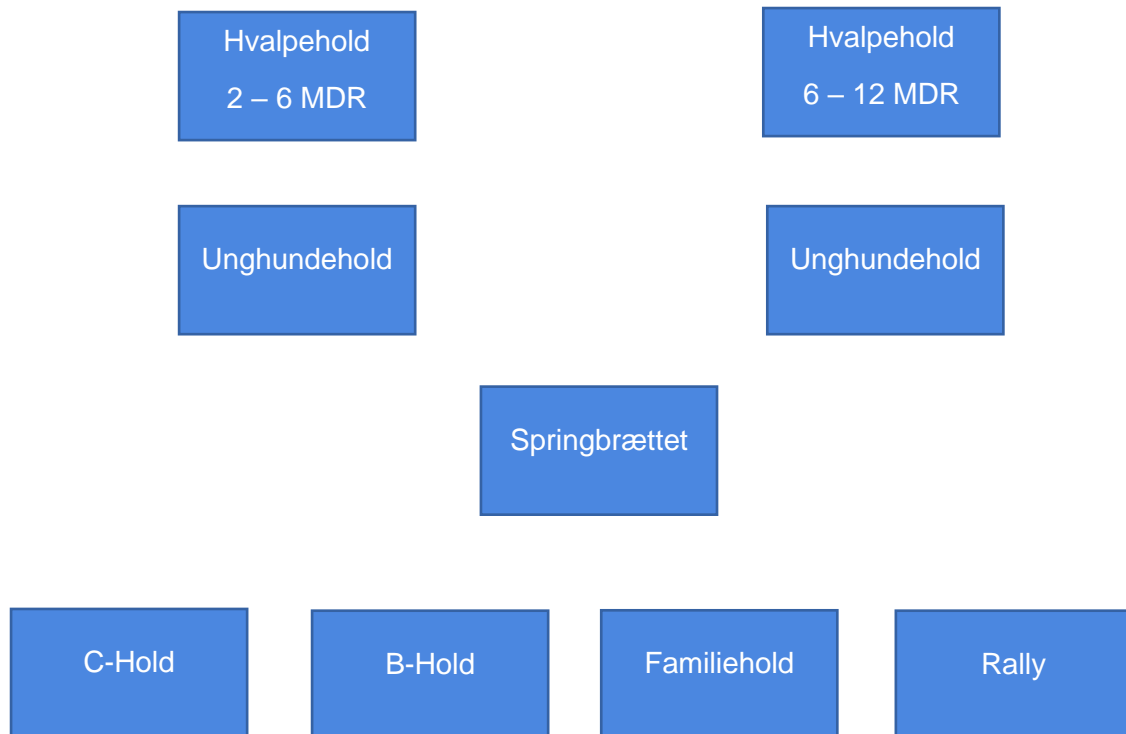 Hvalpehold
2 – 6 MDR
Hvalpehold
6 – 12 MDR
Unghundehold
Unghundehold
Springbrættet
C-Hold
B-Hold
Familiehold
Rally